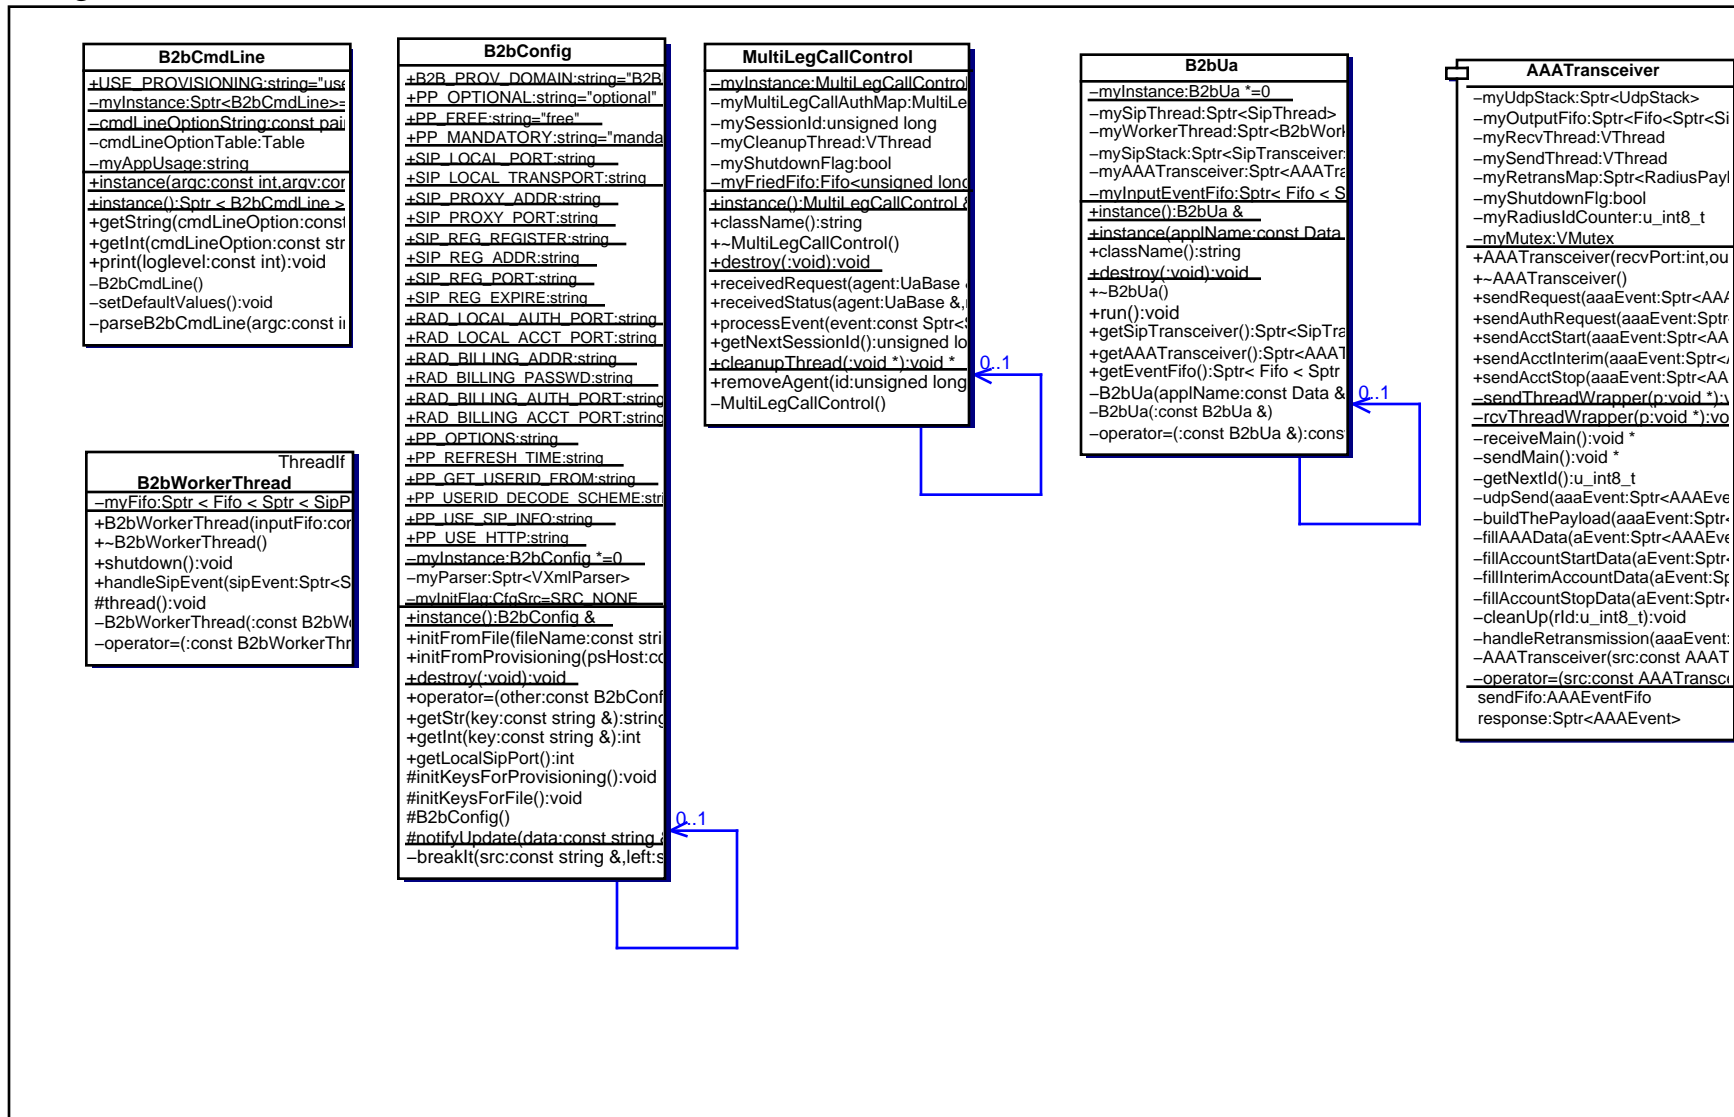 B2bCmdLine
+USE_PROVISIONING:string="use
–myInstance:Sptr<B2bCmdLine>=
–cmdLineOptionString:const pai
–cmdLineOptionTable:Table
–myAppUsage:string
+instance(argc:const int,argv:con
+instance():Sptr < B2bCmdLine >
+getString(cmdLineOption:const
+getInt(cmdLineOption:const str
+print(loglevel:const int):void
–B2bCmdLine()
–setDefaultValues():void
–parseB2bCmdLine(argc:const i
ThreadIf
B2bWorkerThread
–myFifo:Sptr < Fifo < Sptr < SipP
+B2bWorkerThread(inputFifo:con
+~B2bWorkerThread()
+shutdown():void
+handleSipEvent(sipEvent:Sptr<S
#thread():void
–B2bWorkerThread(:const B2bWo
–operator=(:const B2bWorkerThr
B2bConfig
+B2B_PROV_DOMAIN:string="B2B
+PP_OPTIONAL:string="optional"
+PP_FREE:string="free"
+PP_MANDATORY:string="manda
+SIP_LOCAL_PORT:string
+SIP_LOCAL_TRANSPORT:string
+SIP_PROXY_ADDR:string
+SIP_PROXY_PORT:string
+SIP_REG_REGISTER:string
+SIP_REG_ADDR:string
+SIP_REG_PORT:string
+SIP_REG_EXPIRE:string
+RAD_LOCAL_AUTH_PORT:string
+RAD_LOCAL_ACCT_PORT:string
+RAD_BILLING_ADDR:string
+RAD_BILLING_PASSWD:string
+RAD_BILLING_AUTH_PORT:string
+RAD_BILLING_ACCT_PORT:string
+PP_OPTIONS:string
+PP_REFRESH_TIME:string
+PP_GET_USERID_FROM:string
+PP_USERID_DECODE_SCHEME:stri
+PP_USE_SIP_INFO:string
+PP_USE_HTTP:string
–myInstance:B2bConfig *=0
–myParser:Sptr<VXmlParser>
–myInitFlag:CfgSrc=SRC_NONE
+instance():B2bConfig &
+initFromFile(fileName:const stri
+initFromProvisioning(psHost:co
+destroy(:void):void
+operator=(other:const B2bConf
+getStr(key:const string &):string
+getInt(key:const string &):int
+getLocalSipPort():int
#initKeysForProvisioning():void
#initKeysForFile():void
#B2bConfig()
#notifyUpdate(data:const string &
–breakIt(src:const string &,left:s
0..1
MultiLegCallControl
–myInstance:MultiLegCallControl
–myMultiLegCallAuthMap:MultiLe
–mySessionId:unsigned long
–myCleanupThread:VThread
–myShutdownFlag:bool
–myFriedFifo:Fifo<unsigned long
+instance():MultiLegCallControl &
+className():string
+~MultiLegCallControl()
+destroy(:void):void
+receivedRequest(agent:UaBase &
+receivedStatus(agent:UaBase &,
+processEvent(event:const Sptr<S
+getNextSessionId():unsigned lo
+cleanupThread(:void *):void *
+removeAgent(id:unsigned long
–MultiLegCallControl()
0..1
B2bUa
–myInstance:B2bUa *=0
–mySipThread:Sptr<SipThread>
–myWorkerThread:Sptr<B2bWork
–mySipStack:Sptr<SipTransceiver
–myAAATransceiver:Sptr<AAATra
–myInputEventFifo:Sptr< Fifo < S
+instance():B2bUa &
+instance(applName:const Data
+className():string
+destroy(:void):void
+~B2bUa()
+run():void
+getSipTransceiver():Sptr<SipTra
+getAAATransceiver():Sptr<AAAT
+getEventFifo():Sptr< Fifo < Sptr
–B2bUa(applName:const Data &
–B2bUa(:const B2bUa &)
–operator=(:const B2bUa &):cons
0..1
AAATransceiver
–myUdpStack:Sptr<UdpStack>
–myOutputFifo:Sptr<Fifo<Sptr<Si
–myRecvThread:VThread
–mySendThread:VThread
–myRetransMap:Sptr<RadiusPayl
–myShutdownFlg:bool
–myRadiusIdCounter:u_int8_t
–myMutex:VMutex
+AAATransceiver(recvPort:int,ou
+~AAATransceiver()
+sendRequest(aaaEvent:Sptr<AAA
+sendAuthRequest(aaaEvent:Sptr
+sendAcctStart(aaaEvent:Sptr<AA
+sendAcctInterim(aaaEvent:Sptr<
+sendAcctStop(aaaEvent:Sptr<AA
–sendThreadWrapper(p:void *):v
–rcvThreadWrapper(p:void *):vo
–receiveMain():void *
–sendMain():void *
–getNextId():u_int8_t
–udpSend(aaaEvent:Sptr<AAAEve
–buildThePayload(aaaEvent:Sptr<
–fillAAAData(aEvent:Sptr<AAAEve
–fillAccountStartData(aEvent:Sptr<
–fillInterimAccountData(aEvent:Sp
–fillAccountStopData(aEvent:Sptr<
–cleanUp(rId:u_int8_t):void
–handleRetransmission(aaaEvent:
–AAATransceiver(src:const AAAT
–operator=(src:const AAATransce
sendFifo:AAAEventFifo
response:Sptr<AAAEvent>